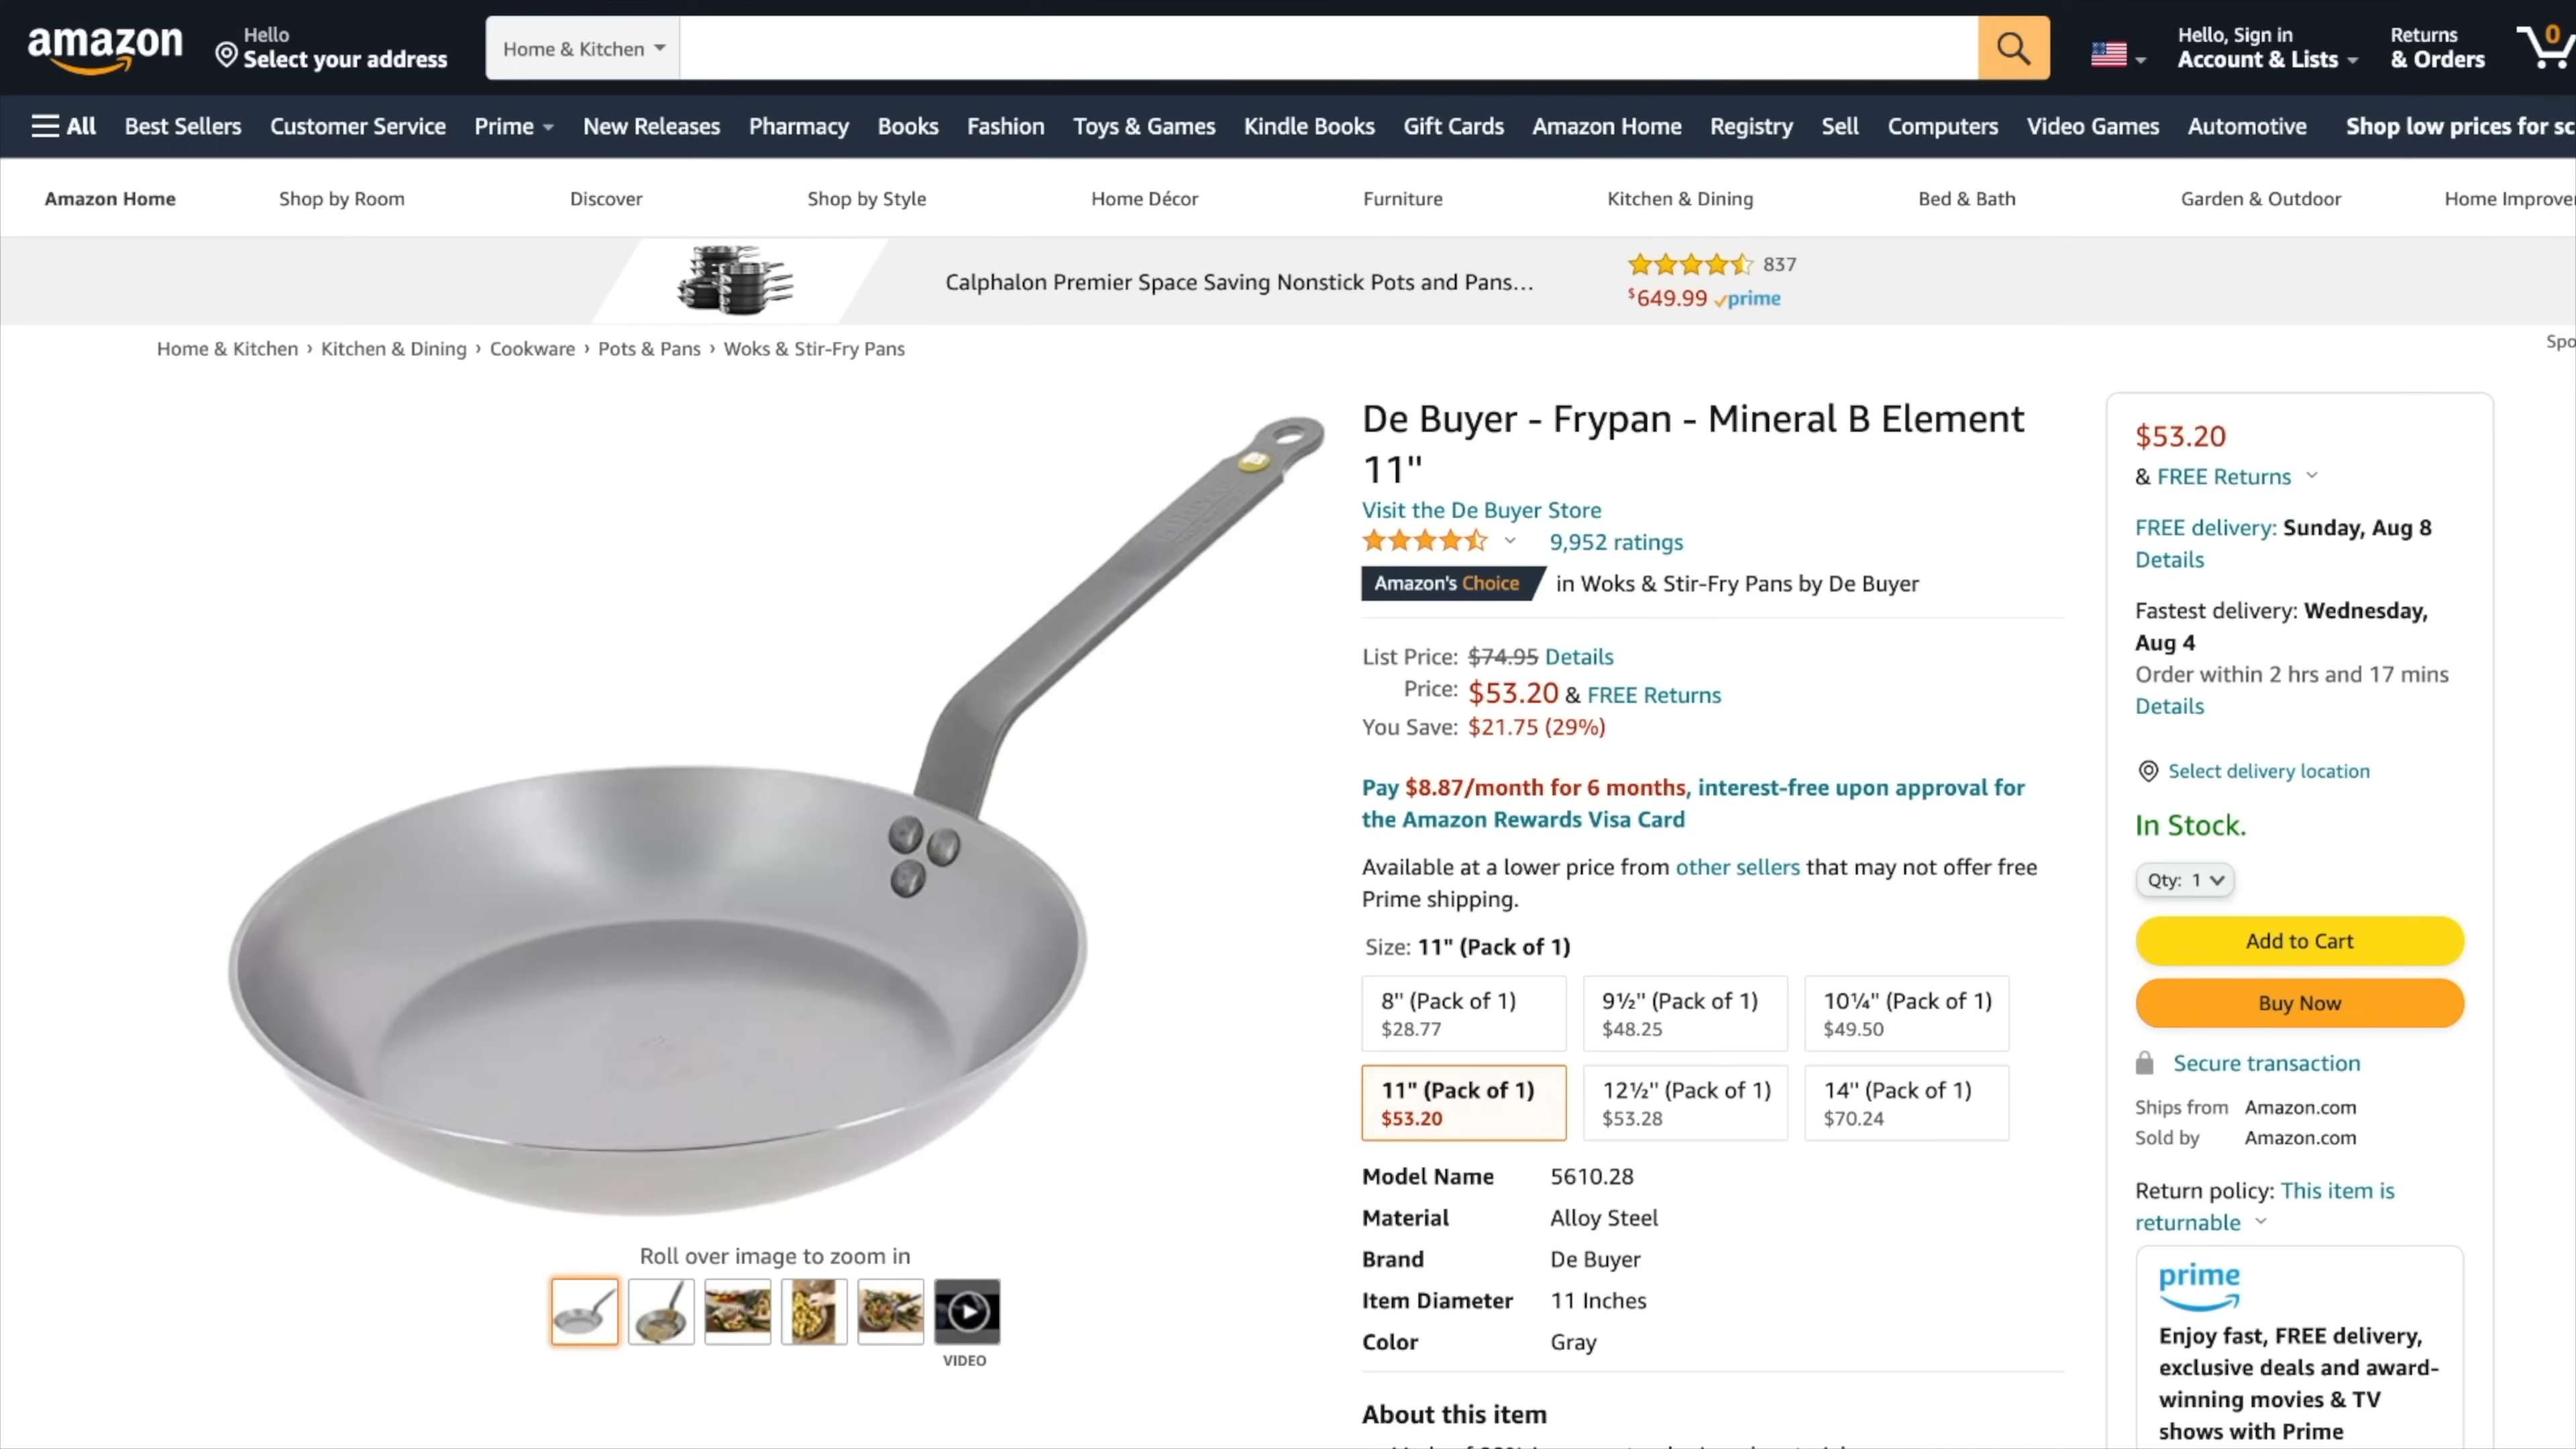 amazon
Hello
Select your address
Home & Kitchen
Hello, Sign in
Account & Lists
Returns
& Orders
0
All Best Sellers Customer Service Prime New Releases Pharmacy Books Fashion Toys & Games Kindle Books Gift Cards Amazon Home Registry Sell Computers Video Games Automotive Shop low prices for sc
Amazon Home Shop by Room Discover Shop by Style Home Décor Furniture Kitchen & Dining Bed & Bath Garden & Outdoor Home Improve
Calphalon Premier Space Saving Nonstick Pots and Pans...
837
$649.99 prime
Spo
Home & Kitchen › Kitchen & Dining › Cookware › Pots & Pans › Woks & Stir-Fry Pans
De Buyer - Frypan - Mineral B Element
11"
Visit the De Buyer Store
9,952 ratings
Amazon's Choice in Woks & Stir-Fry Pans by De Buyer
List Price: $74.95 Details
Price: $53.20 & FREE Returns
You Save: $21.75 (29%)
Pay $8.87/month for 6 months, interest-free upon approval for
the Amazon Rewards Visa Card
Available at a lower price from other sellers that may not offer free
Prime shipping.
Size: 11" (Pack of 1)
8" (Pack of 1)
$28.77
9½" (Pack of 1)
$48.25
10¼" (Pack of 1)
$49.50
11" (Pack of 1)
$53.20
12½" (Pack of 1)
$53.28
14" (Pack of 1)
$70.24
Model Name 5610.28
Material Alloy Steel
Brand De Buyer
Item Diameter 11 Inches
Color Gray
About this item
Roll over image to zoom in
VIDEO
$53.20
& FREE Returns
FREE delivery: Sunday, Aug 8
Details
Fastest delivery: Wednesday,
Aug 4
Order within 2 hrs and 17 mins
Details
Select delivery location
In Stock.
Qty: 1
Add to Cart
Buy Now
Secure transaction
Ships from Amazon.com
Sold by Amazon.com
Return policy: This item is
returnable
prime
Enjoy fast, FREE delivery,
exclusive deals and award-
winning movies & TV
shows with Prime